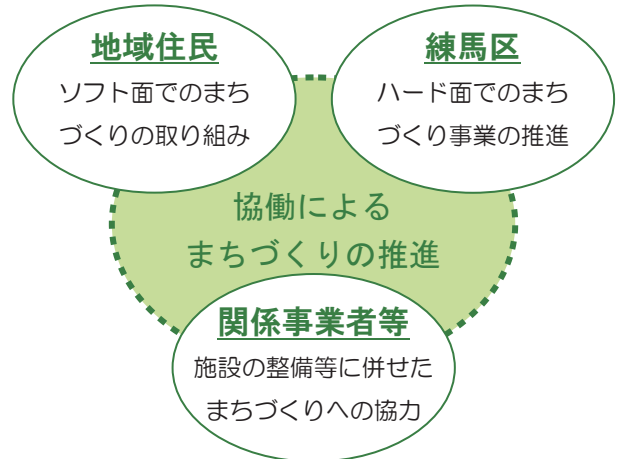 地域住民
ソフト面でのまち
づくりの取り組み
練馬区
ハード面でのまち
づくり事業の推進
協働による
まちづくりの推進
関係事業者等
施設の整備等に併せた
まちづくりへの協力